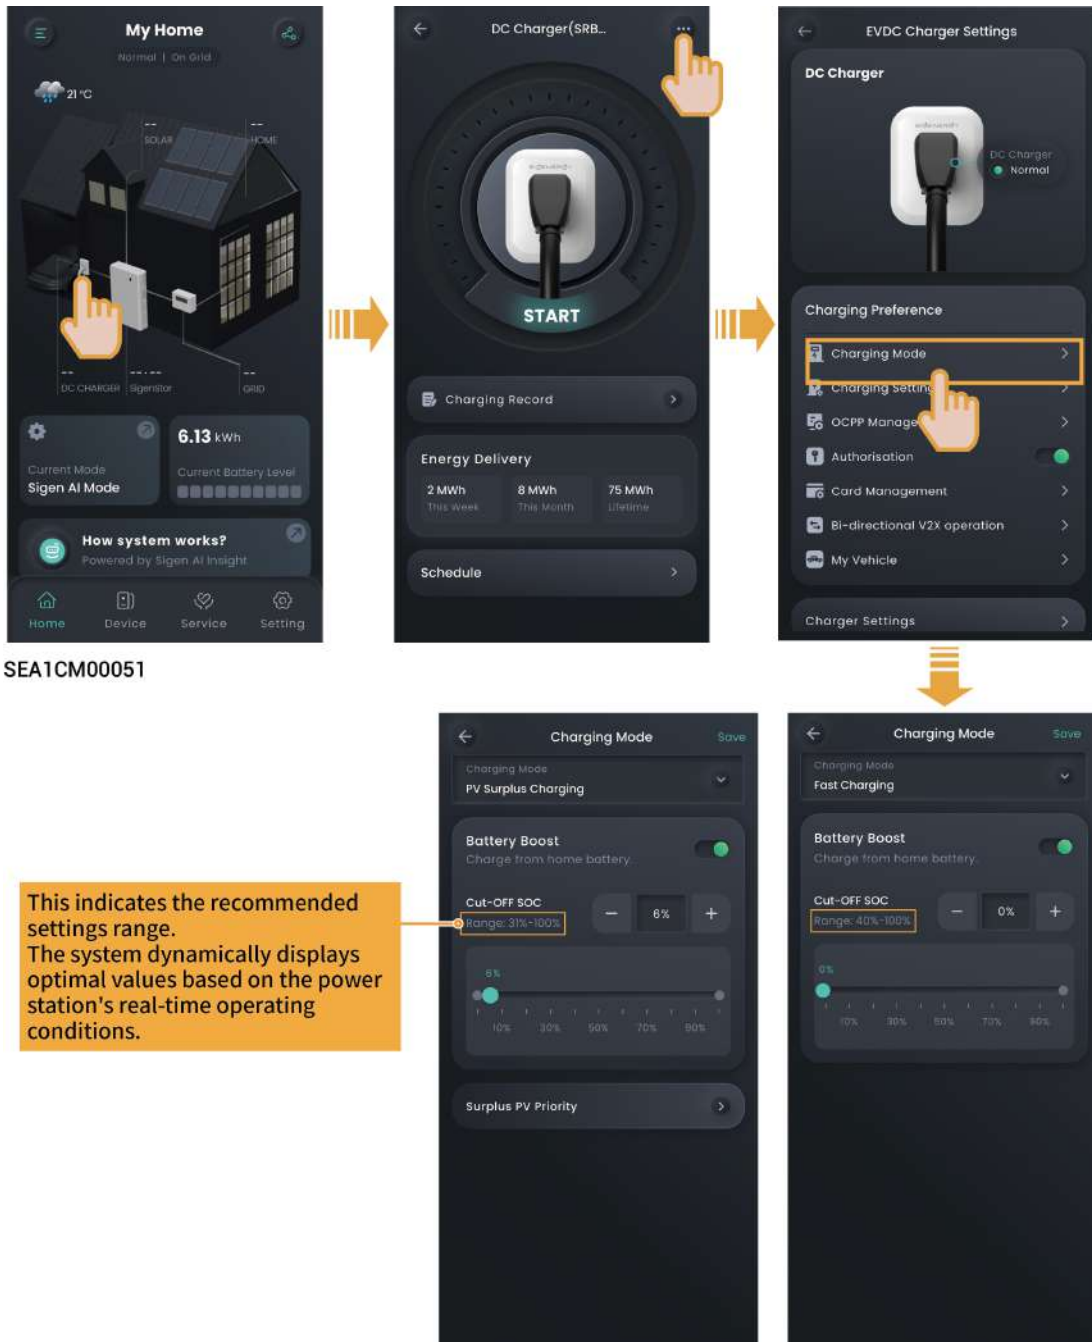 My Home
Normal | On Grid
21 °C
--
SOLAR
--
HOME
--
DC CHARGER
--.--
SigenStor
--
GRID
Current Mode
Sigen AI Mode
6.13 kWh
Current Battery Level
How system works?
Powered by Sigen AI Insight
Home
Device
Service
Setting
SEA1CM00051
DC Charger(SRB...
START
Charging Record
Energy Delivery
2 MWh
This Week
8 MWh
This Month
75 MWh
Lifetime
Schedule
EVDC Charger Settings
DC Charger
DC Charger
Normal
Charging Preference
Charging Mode
Charging Setting
OCPP Manage
Authorisation
Card Management
Bi-directional V2X operation
My Vehicle
Charger Settings
This indicates the recommended
settings range.
The system dynamically displays
optimal values based on the power
station's real-time operating
conditions.
Charging Mode
Save
Charging Mode
PV Surplus Charging
Battery Boost
Charge from home battery.
Cut-OFF SOC
Range: 31%-100%
− 6% +
6%
10% 30% 50% 70% 90%
Surplus PV Priority
Charging Mode
Save
Charging Mode
Fast Charging
Battery Boost
Charge from home battery.
Cut-OFF SOC
Range: 40%-100%
− 0% +
0%
10% 30% 50% 70% 90%